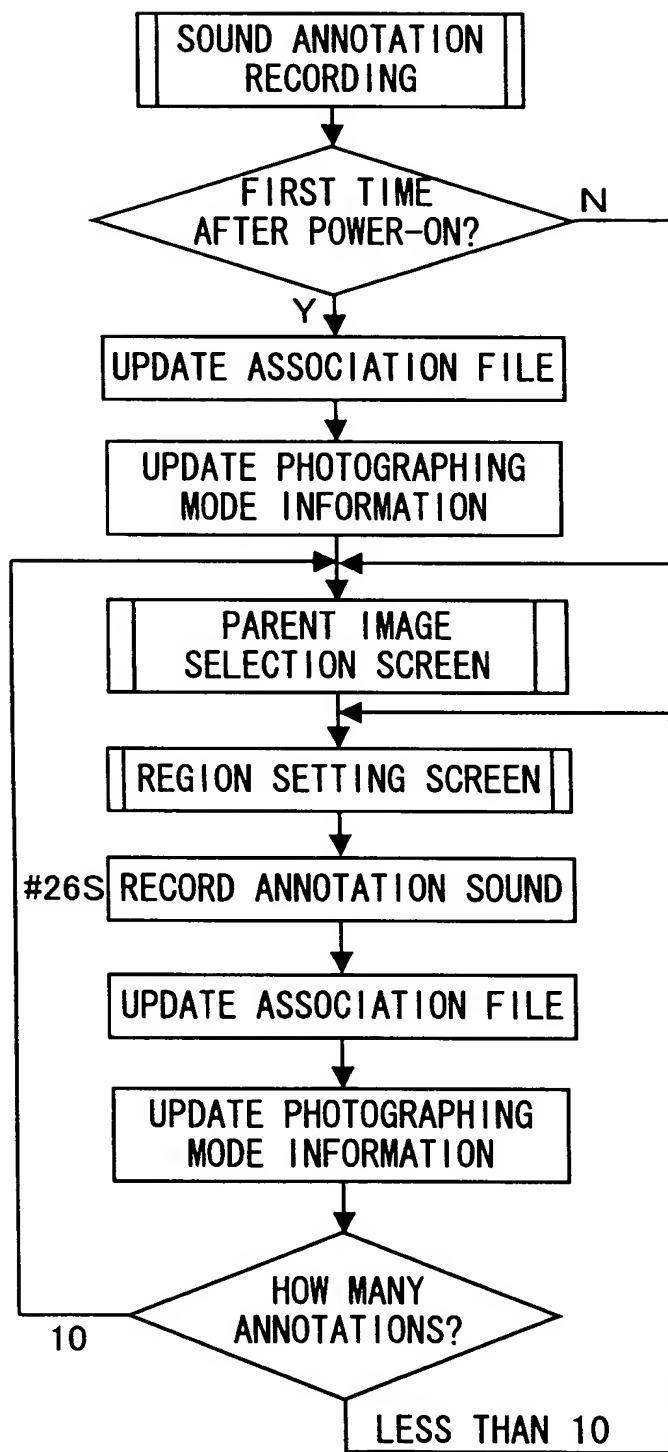 SOUND ANNOTATION
RECORDING
FIRST TIME
AFTER POWER-ON?
N
Y
UPDATE ASSOCIATION FILE
UPDATE PHOTOGRAPHING
MODE INFORMATION
PARENT IMAGE
SELECTION SCREEN
REGION SETTING SCREEN
#26S
RECORD ANNOTATION SOUND
UPDATE ASSOCIATION FILE
UPDATE PHOTOGRAPHING
MODE INFORMATION
HOW MANY
ANNOTATIONS?
10
LESS THAN 10